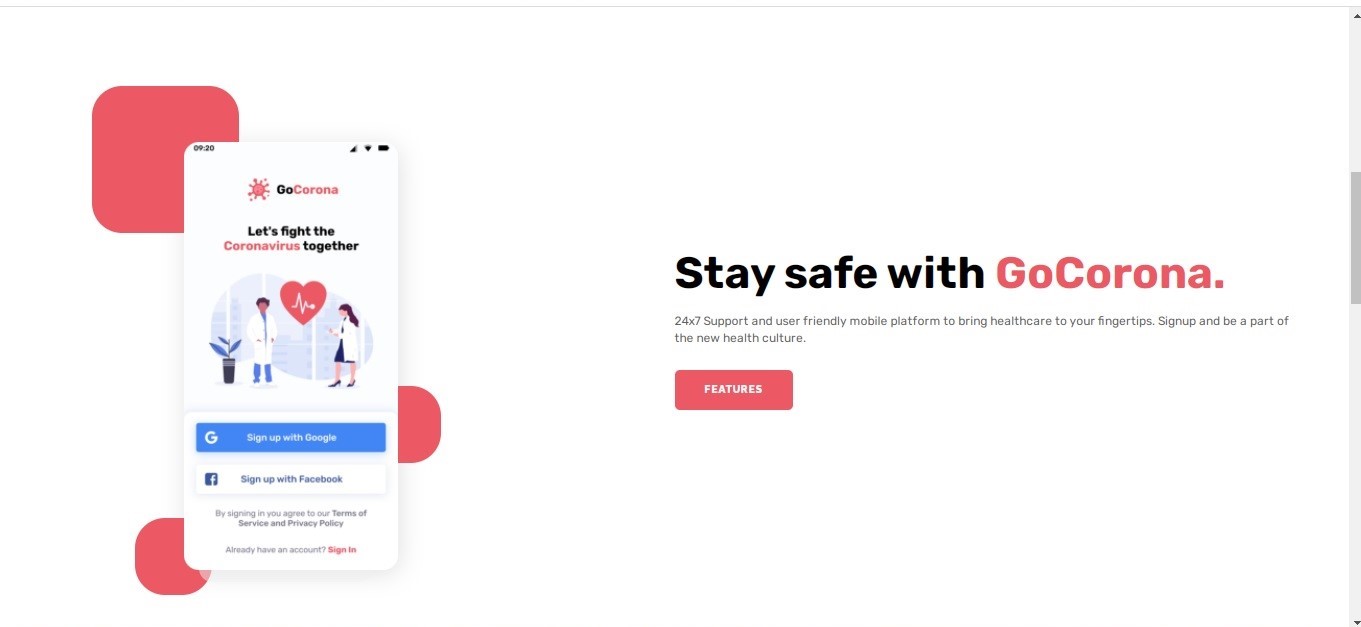 09:20
GoCorona
Let's fight the
Coronavirus together
Sign up with Google
Sign up with Facebook
By signing in you agree to our Terms of
Service and Privacy Policy
Already have an account? Sign In
Stay safe with GoCorona.
24x7 Support and user friendly mobile platform to bring healthcare to your fingertips. Signup and be a part of
the new health culture.
FEATURES